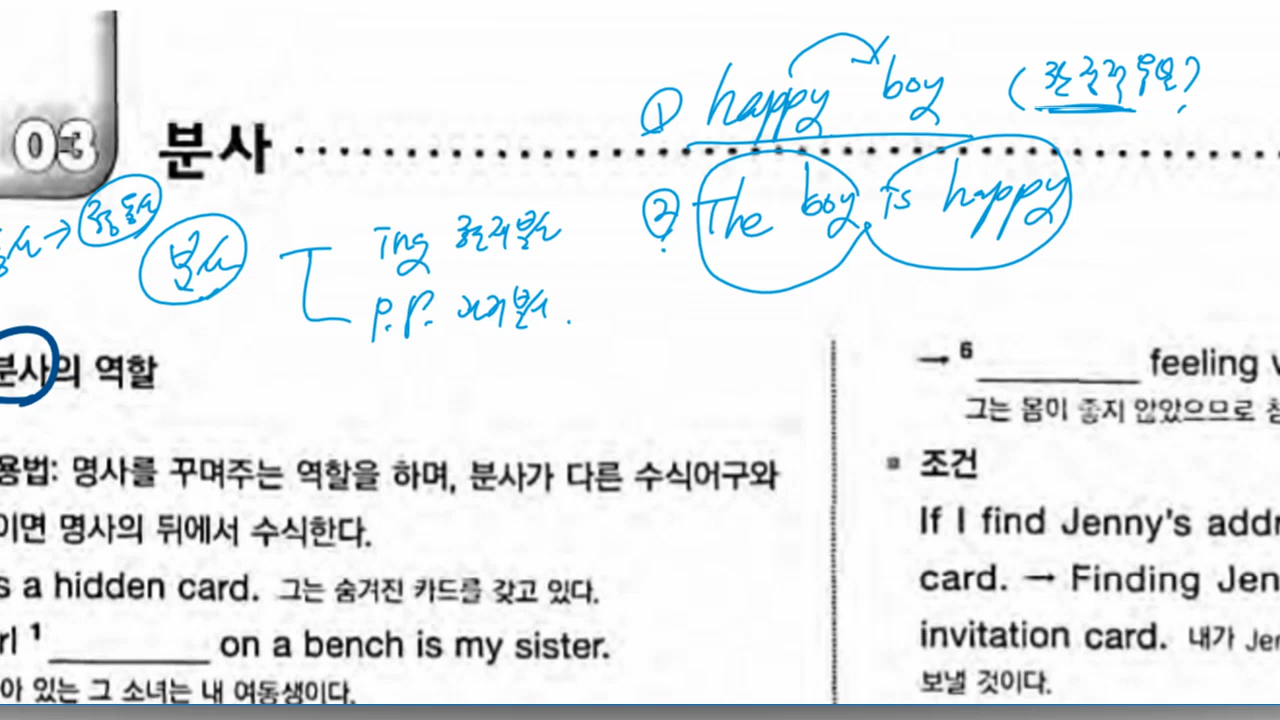 ① happy boy
03 분사
② The boy is happy
분사
ing 현재분사
P.P. 과거분사.
분사의 역할
용법: 명사를 꾸며주는 역할을 하며, 분사가 다른 수식어구와
이면 명사의 뒤에서 수식한다.
s a hidden card. 그는 숨겨진 카드를 갖고 있다.
rl ¹ on a bench is my sister.
아 있는 그 소녀는 내 여동생이다.
→ ⁶ feeling
그는 몸이 좋지 않았으므로
▪ 조건
If I find Jenny's addr
card. → Finding Jen
invitation card. 내가 Jer
보낼 것이다.